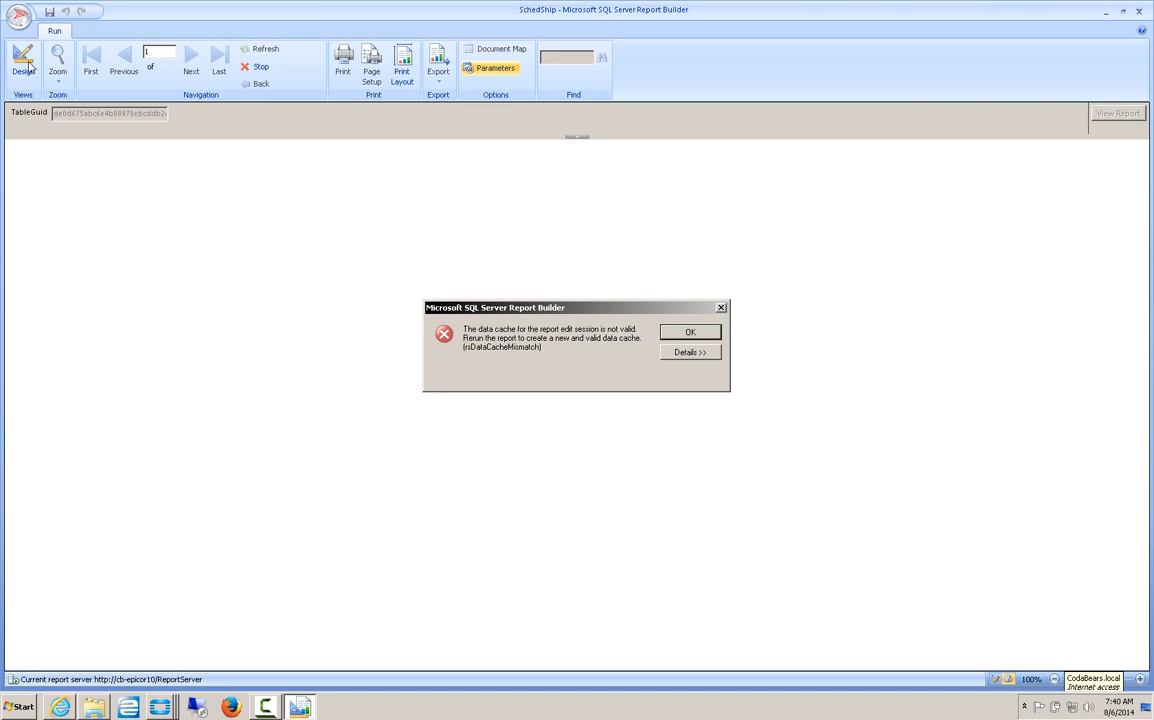 SchedShip - Microsoft SQL Server Report Builder
Run
Design
Zoom
First
Previous
1
of
Next
Last
Refresh
Stop
Back
Print
Page Setup
Print Layout
Export
Document Map
Parameters
Views
Zoom
Navigation
Print
Export
Options
Find
TableGuid
View Report
Microsoft SQL Server Report Builder
The data cache for the report edit session is not valid.
Rerun the report to create a new and valid data cache.
(rsDataCacheMismatch)
OK
Details >>
Current report server http://cb-epicor10/ReportServer
100%
CodaBears.local
Internet access
Start
7:40 AM
8/6/2014